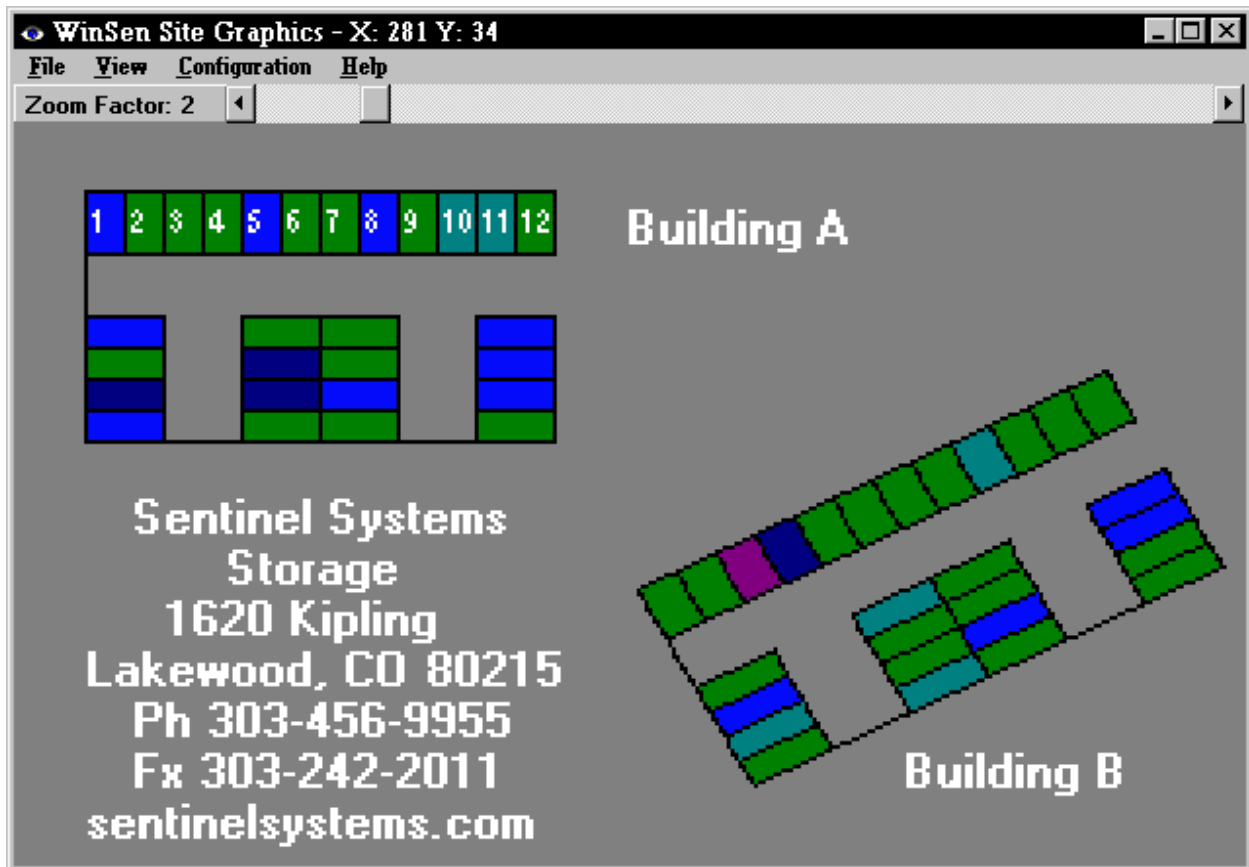 WinSen Site Graphics - X: 281 Y: 34
File View Configuration Help
Zoom Factor: 2
1 2 3 4 5 6 7 8 9 10 11 12
Building A
Sentinel Systems
Storage
1620 Kipling
Lakewood, CO 80215
Ph 303-456-9955
Fx 303-242-2011
sentinelsystems.com
Building B